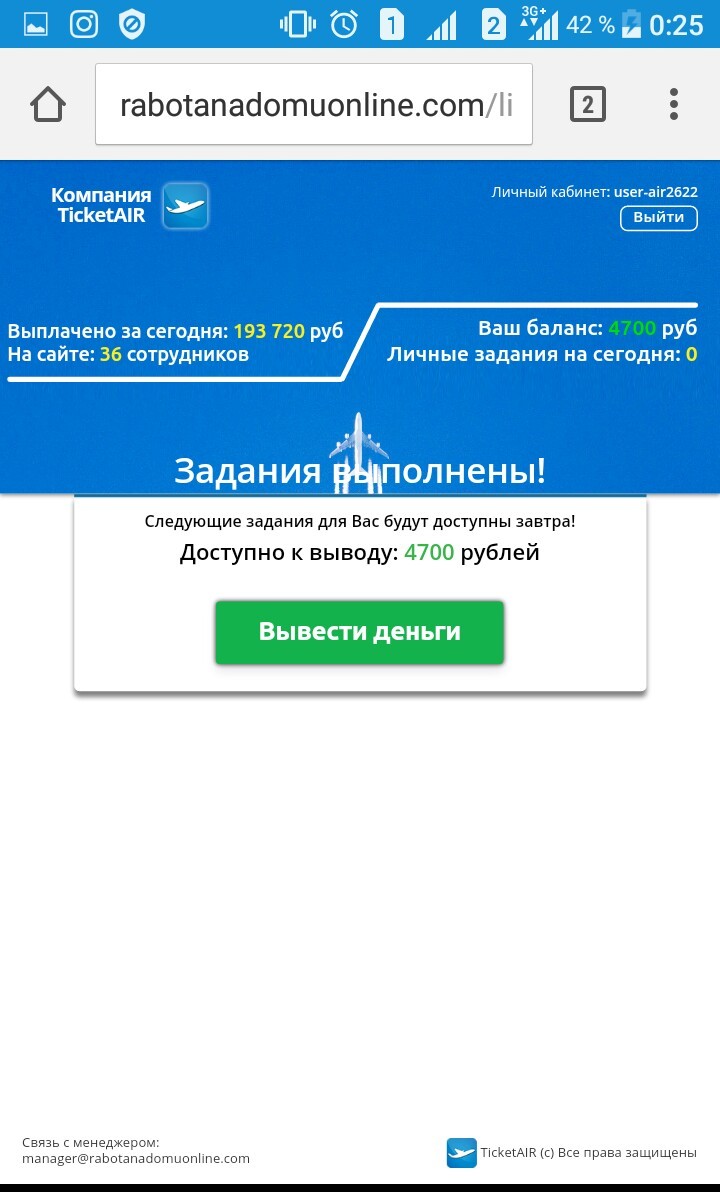 1
2
3G+
42 %
0:25
rabotanadomuonline.com/li
2
Компания
TicketAIR
Личный кабинет: user-air2622
Выйти
Выплачено за сегодня: 193 720 руб
На сайте: 36 сотрудников
Ваш баланс: 4700 руб
Личные задания на сегодня: 0
Задания выполнены!
Следующие задания для Вас будут доступны завтра!
Доступно к выводу: 4700 рублей
Вывести деньги
Связь с менеджером:
manager@rabotanadomuonline.com
TicketAIR (c) Все права защищены